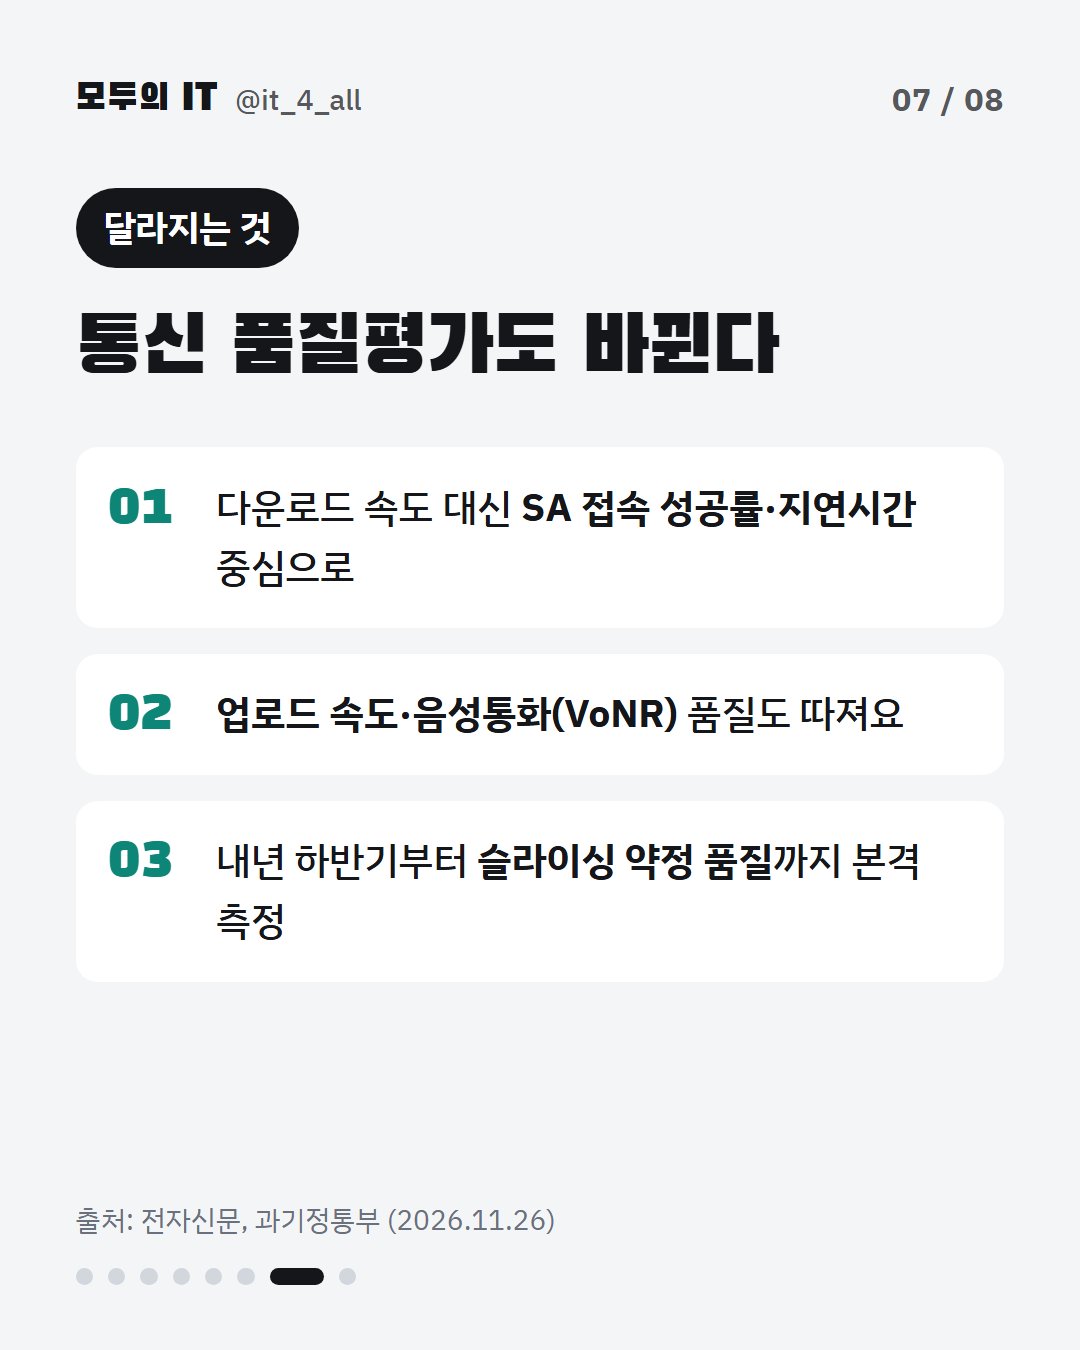 모두의 IT @it_4_all
07 / 08
달라지는 것
통신 품질평가도 바뀐다
01 다운로드 속도 대신 SA 접속 성공률·지연시간
중심으로
02 업로드 속도·음성통화(VoNR) 품질도 따져요
03 내년 하반기부터 슬라이싱 약정 품질까지 본격
측정
출처: 전자신문, 과기정통부 (2026.11.26)